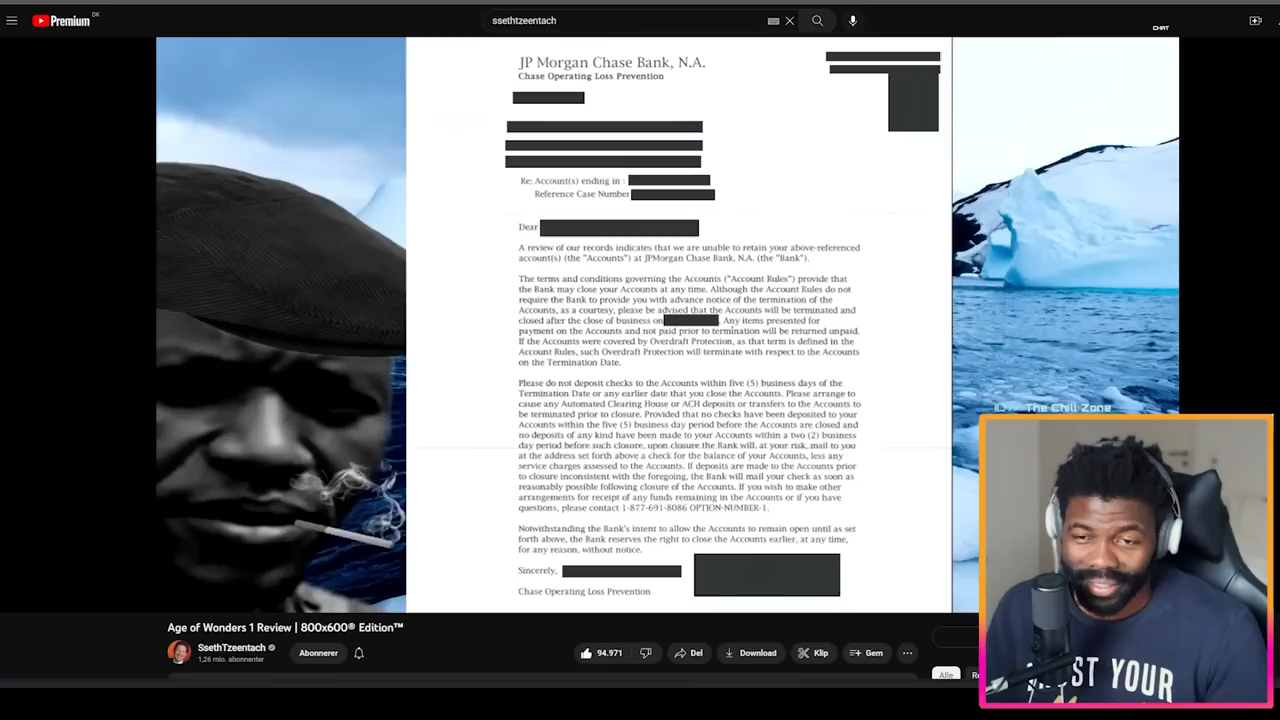 Premium DK
ssethtzeentach
CHAT
JP Morgan Chase Bank, N.A.
Chase Operating Loss Prevention
Re: Account(s) ending in :
Reference Case Number
Dear
A review of our records indicates that we are unable to retain your above-referenced
account(s) (the "Accounts") at JPMorgan Chase Bank, N.A. (the "Bank").
The terms and conditions governing the Accounts ("Account Rules") provide that
the Bank may close your Accounts at any time. Although the Account Rules do not
require the Bank to provide you with advance notice of the termination of the
Accounts, as a courtesy, please be advised that the Accounts will be terminated and
closed after the close of business on . Any items presented for
payment on the Accounts and not paid prior to termination will be returned unpaid.
If the Accounts were covered by Overdraft Protection, as that term is defined in the
Account Rules, such Overdraft Protection will terminate with respect to the Accounts
on the Termination Date.
Please do not deposit checks to the Accounts within five (5) business days of the
Termination Date or any earlier date that you close the Accounts. Please arrange to
cause any Automated Clearing House or ACH deposits or transfers to the Accounts to
be terminated prior to closure. Provided that no checks have been deposited to your
Accounts within the five (5) business day period before the Accounts are closed and
no deposits of any kind have been made to your Accounts within a two (2) business
day period before such closure, upon closure the Bank will, at your risk, mail to you
at the address set forth above a check for the balance of your Accounts, less any
service charges assessed to the Accounts. If deposits are made to the Accounts prior
to closure inconsistent with the foregoing, the Bank will mail your check as soon as
reasonably possible following closure of the Accounts. If you wish to make other
arrangements for receipt of any funds remaining in the Accounts or if you have
questions, please contact 1-877-691-8086 OPTION-NUMBER-1.
Notwithstanding the Bank's intent to allow the Accounts to remain open until as set
forth above, the Bank reserves the right to close the Accounts earlier, at any time,
for any reason, without notice.
Sincerely,
Chase Operating Loss Prevention
The Chill Zone
Age of Wonders 1 Review | 800x600® Edition™
SsethTzeentach
1,26 mio. abonnenter
Abonnerer
94.971
Del
Download
Klip
Gem
Alle
YOUR